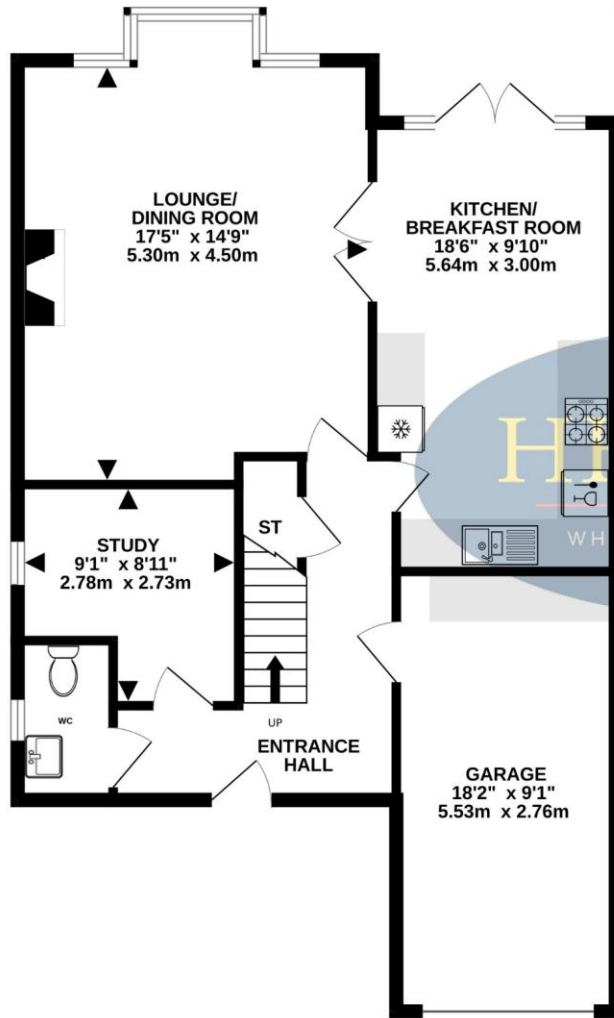 LOUNGE/
DINING ROOM
17'5" x 14'9"
5.30m x 4.50m
KITCHEN/
BREAKFAST ROOM
18'6" x 9'10"
5.64m x 3.00m
ST
STUDY
9'1" x 8'11"
2.78m x 2.73m
WC
UP
ENTRANCE
HALL
GARAGE
18'2" x 9'1"
5.53m x 2.76m
WH